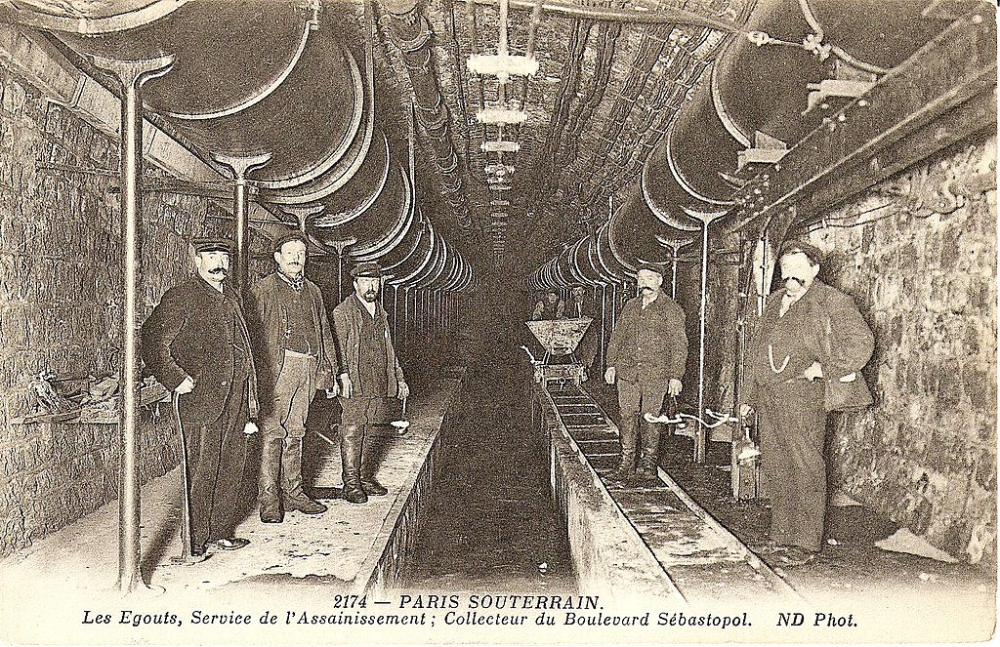 2174 — PARIS SOUTERRAIN.
Les Egouts, Service de l'Assainissement ; Collecteur du Boulevard Sébastopol. ND Phot.